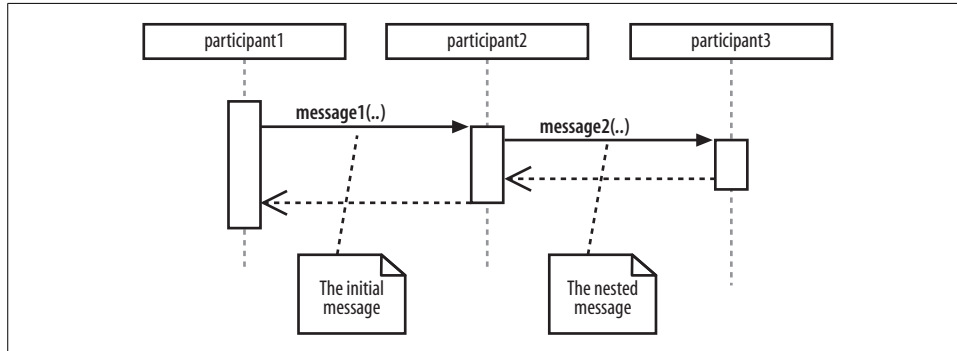 participant1
participant2
participant3
message1(..)
message2(..)
The initial
message
The nested
message